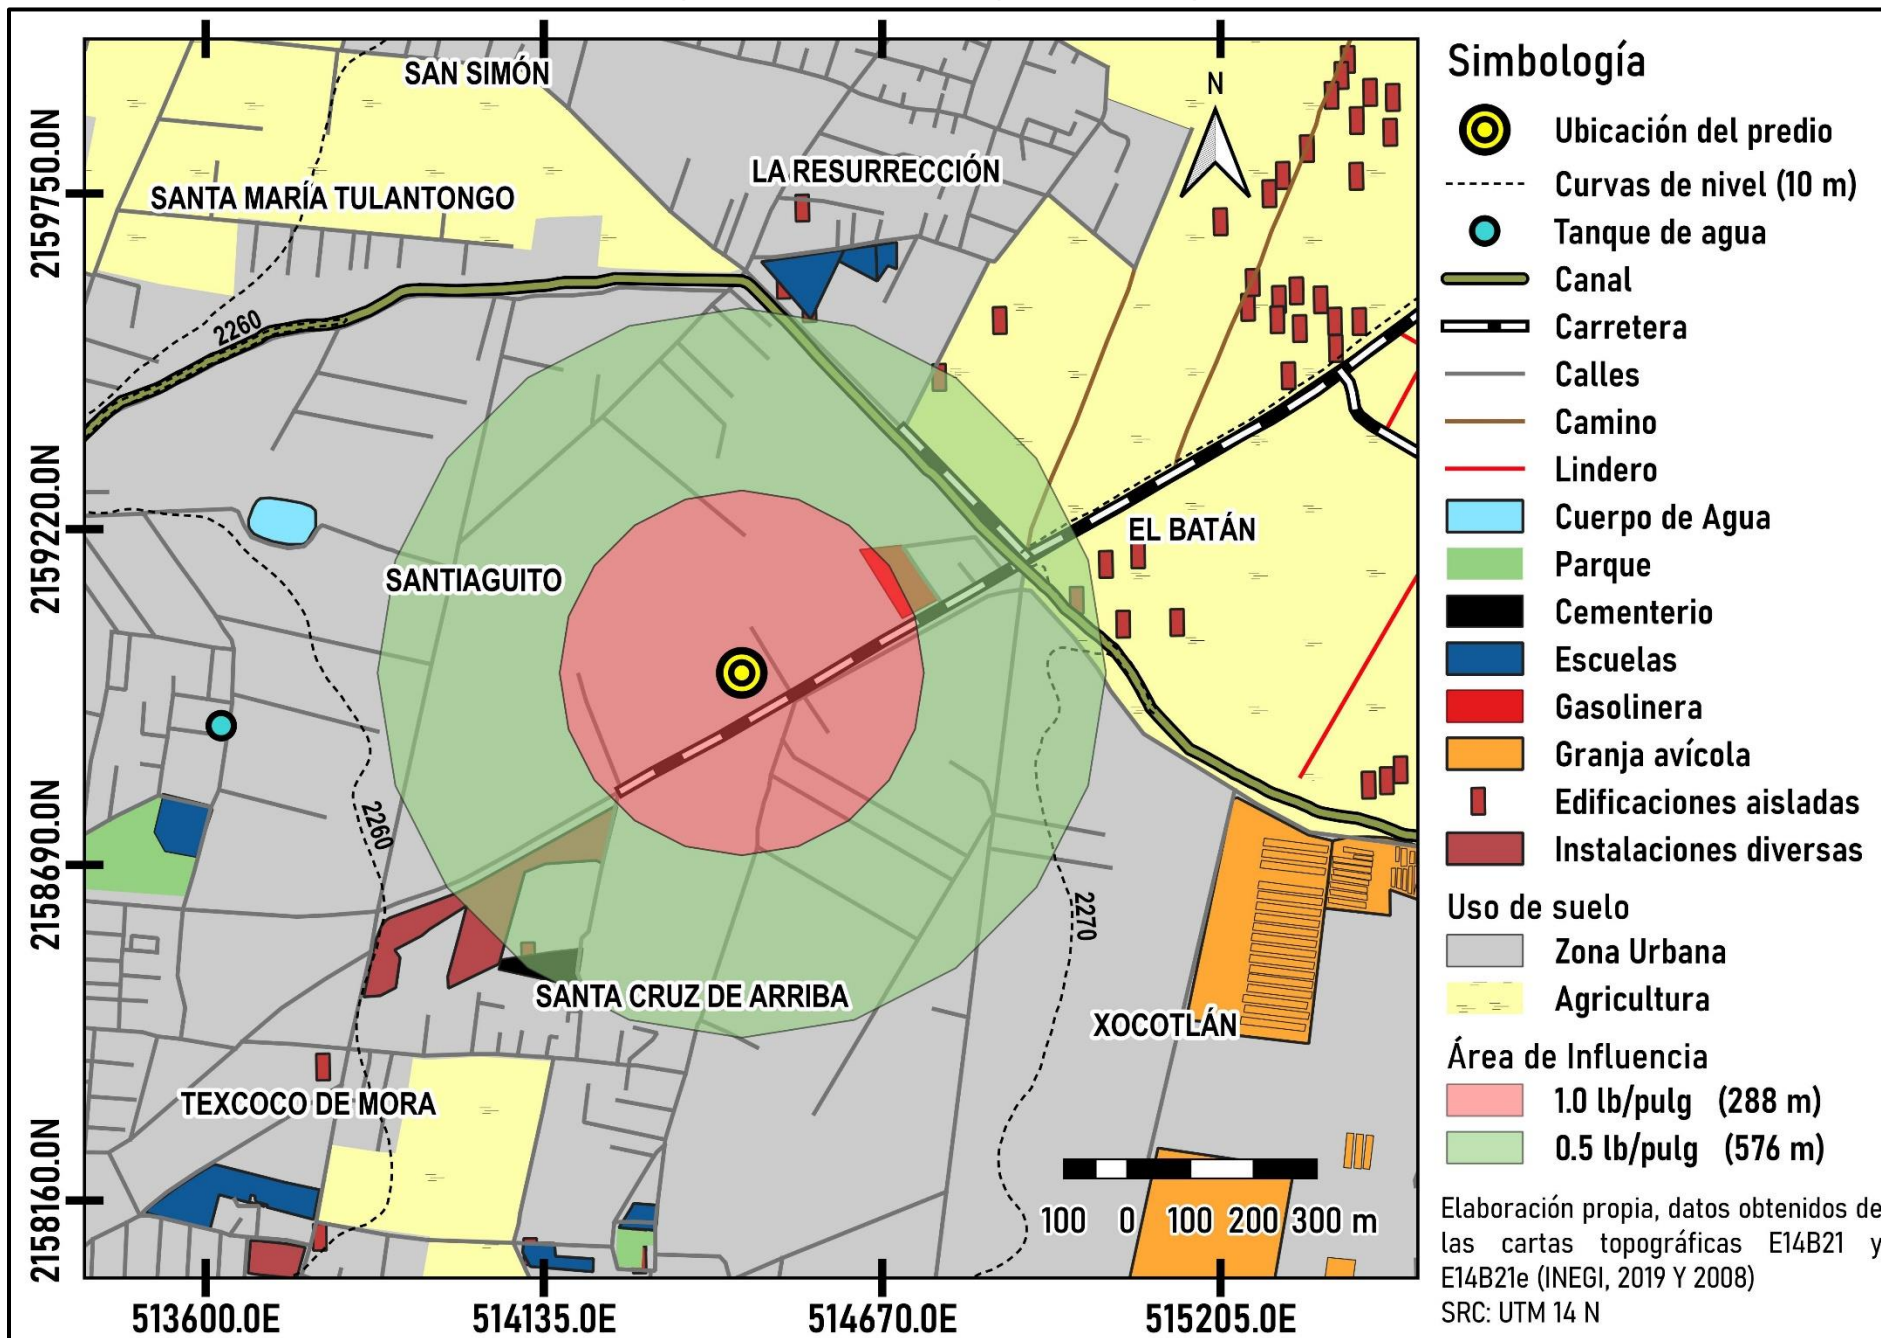 SAN SIMÓN
N
LA RESURRECCIÓN
SANTA MARÍA TULANTONGO
2260
EL BATÁN
SANTIAGUITO
2260
2270
SANTA CRUZ DE ARRIBA
XOCOTLÁN
TEXCOCO DE MORA
100 0 100 200 300 m
2159750.0N
2159220.0N
2158690.0N
2158160.0N
513600.0E
514135.0E
514670.0E
515205.0E
Simbología
Ubicación del predio
Curvas de nivel (10 m)
Tanque de agua
Canal
Carretera
Calles
Camino
Lindero
Cuerpo de Agua
Parque
Cementerio
Escuelas
Gasolinera
Granja avícola
Edificaciones aisladas
Instalaciones diversas
Uso de suelo
Zona Urbana
Agricultura
Área de Influencia
1.0 lb/pulg (288 m)
0.5 lb/pulg (576 m)
Elaboración propia, datos obtenidos de
las cartas topográficas E14B21 y
E14B21e (INEGI, 2019 Y 2008)
SRC: UTM 14 N